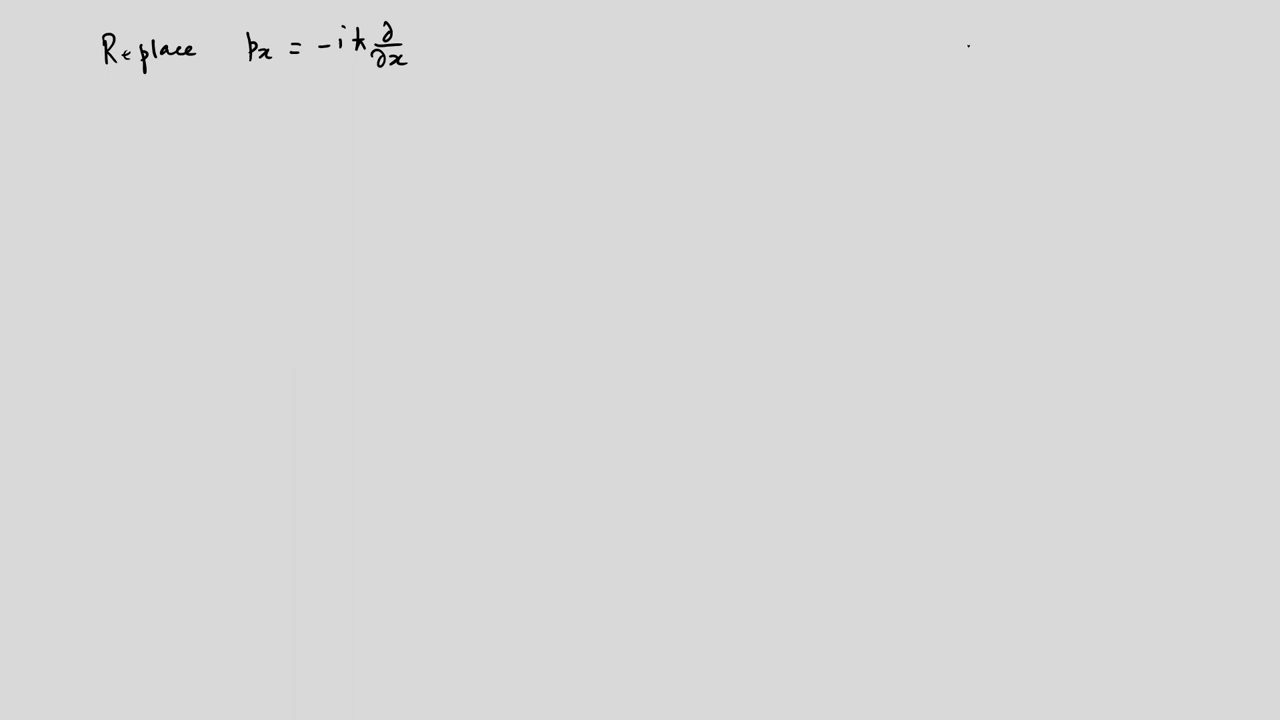 Replace pₓ = -iħ ∂/∂x